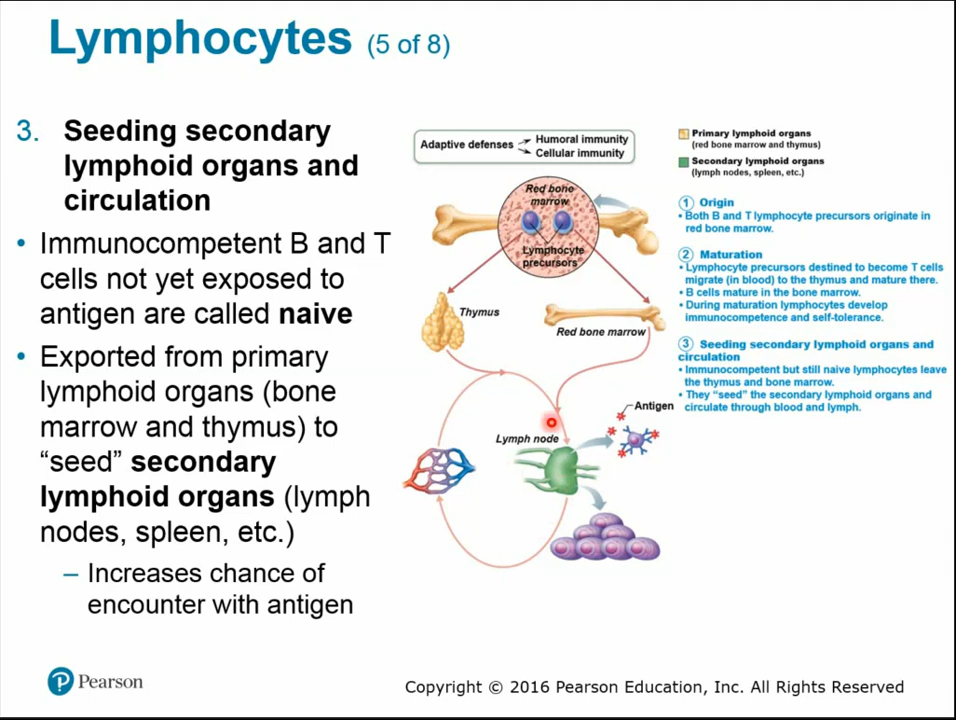 Lymphocytes (5 of 8)
3. Seeding secondary
lymphoid organs and
circulation
• Immunocompetent B and T
cells not yet exposed to
antigen are called naive
• Exported from primary
lymphoid organs (bone
marrow and thymus) to
“seed” secondary
lymphoid organs (lymph
nodes, spleen, etc.)
– Increases chance of
encounter with antigen
Adaptive defenses
Humoral immunity
Cellular immunity
Red bone
marrow
Lymphocyte
precursors
Thymus
Red bone marrow
Antigen
Lymph node
Primary lymphoid organs
(red bone marrow and thymus)
Secondary lymphoid organs
(lymph nodes, spleen, etc.)
1 Origin
• Both B and T lymphocyte precursors originate in
red bone marrow.
2 Maturation
• Lymphocyte precursors destined to become T cells
migrate (in blood) to the thymus and mature there.
• B cells mature in the bone marrow.
• During maturation lymphocytes develop
immunocompetence and self-tolerance.
3 Seeding secondary lymphoid organs and
circulation
• Immunocompetent but still naive lymphocytes leave
the thymus and bone marrow.
• They “seed” the secondary lymphoid organs and
circulate through blood and lymph.
P Pearson
Copyright © 2016 Pearson Education, Inc. All Rights Reserved